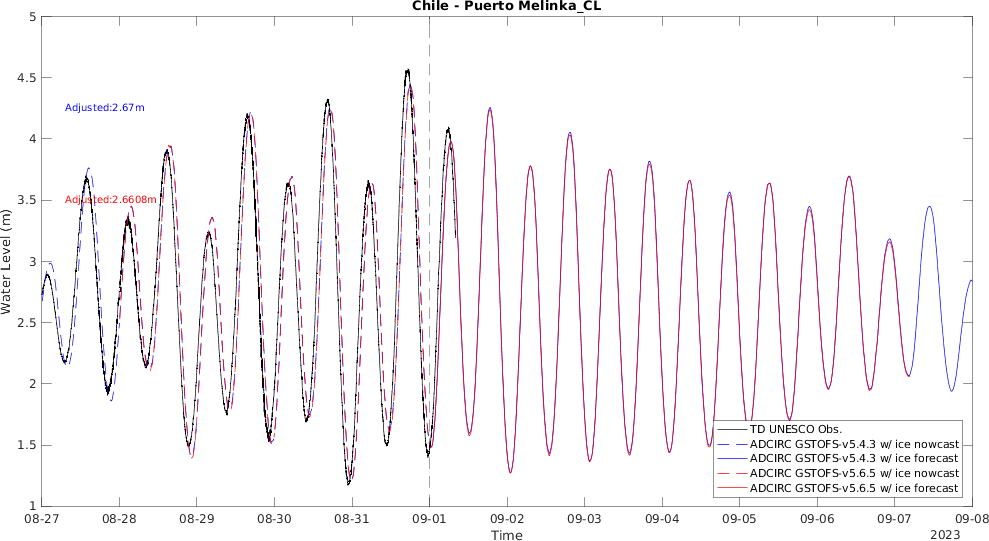 Chile - Puerto Melinka_CL
5
4.5
Adjusted:2.67m
4
3.5
Adjusted:2.6608m
3
Water Level (m)
2.5
2
1.5
1
TD UNESCO Obs.
ADCIRC GSTOFS-v5.4.3 w/ ice nowcast
ADCIRC GSTOFS-v5.4.3 w/ ice forecast
ADCIRC GSTOFS-v5.6.5 w/ ice nowcast
ADCIRC GSTOFS-v5.6.5 w/ ice forecast
08-27 08-28 08-29 08-30 08-31 09-01 09-02 09-03 09-04 09-05 09-06 09-07 09-08
Time
2023